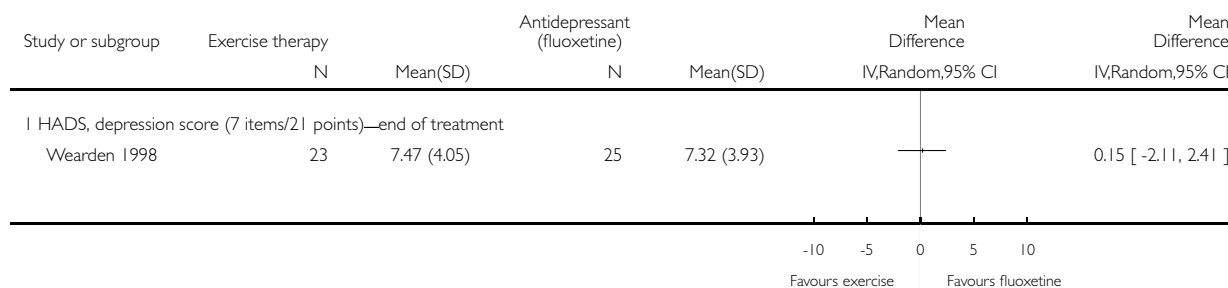 Study or subgroup Exercise therapy Antidepressant (fluoxetine) Mean Difference Mean Difference
N Mean(SD) N Mean(SD) IV,Random,95% CI IV,Random,95% CI
1 HADS, depression score (7 items/21 points)—end of treatment
Wearden 1998 23 7.47 (4.05) 25 7.32 (3.93) 0.15 [ -2.11, 2.41 ]
-10 -5 0 5 10
Favours exercise Favours fluoxetine